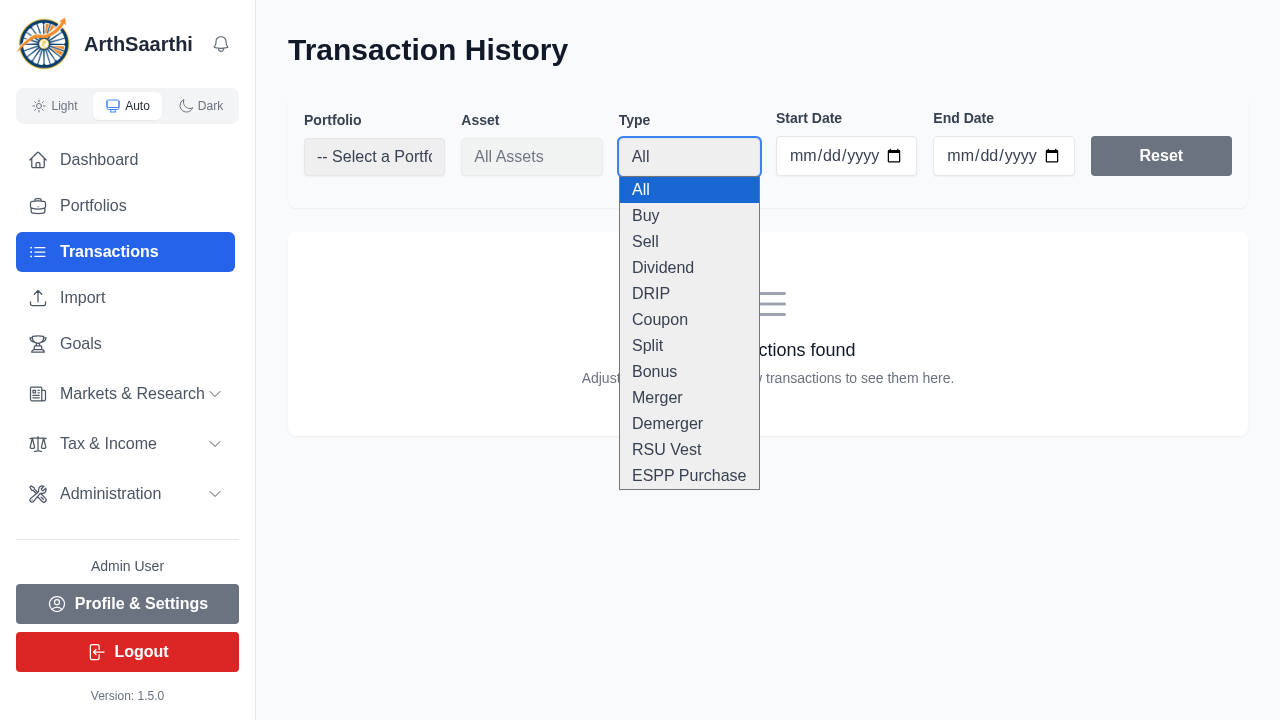 ArthSaarthi
Light
Auto
Dark
Dashboard
Portfolios
Transactions
Import
Goals
Markets & Research
Tax & Income
Administration
Admin User
Profile & Settings
Logout
Version: 1.5.0
Transaction History
Portfolio
Asset
Type
Start Date
End Date
-- Select a Portfo
All Assets
All
mm/dd/yyyy
mm/dd/yyyy
Reset
All
Buy
Sell
Dividend
DRIP
Coupon
Split
Bonus
Merger
Demerger
RSU Vest
ESPP Purchase
ctions found
Adjust
transactions to see them here.